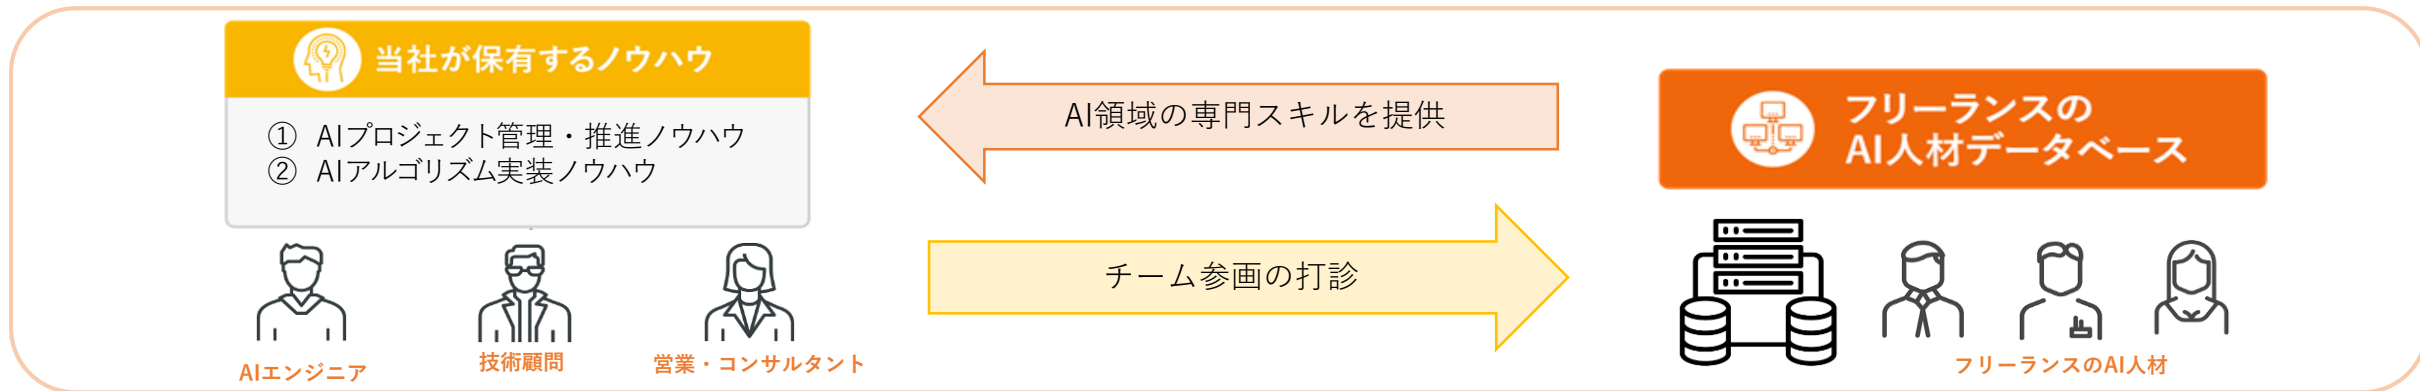 当社が保有するノウハウ
① AIプロジェクト管理・推進ノウハウ
② AIアルゴリズム実装ノウハウ
AIエンジニア
技術顧問
営業・コンサルタント
AI領域の専門スキルを提供
チーム参画の打診
フリーランスの
AI人材データベース
フリーランスのAI人材